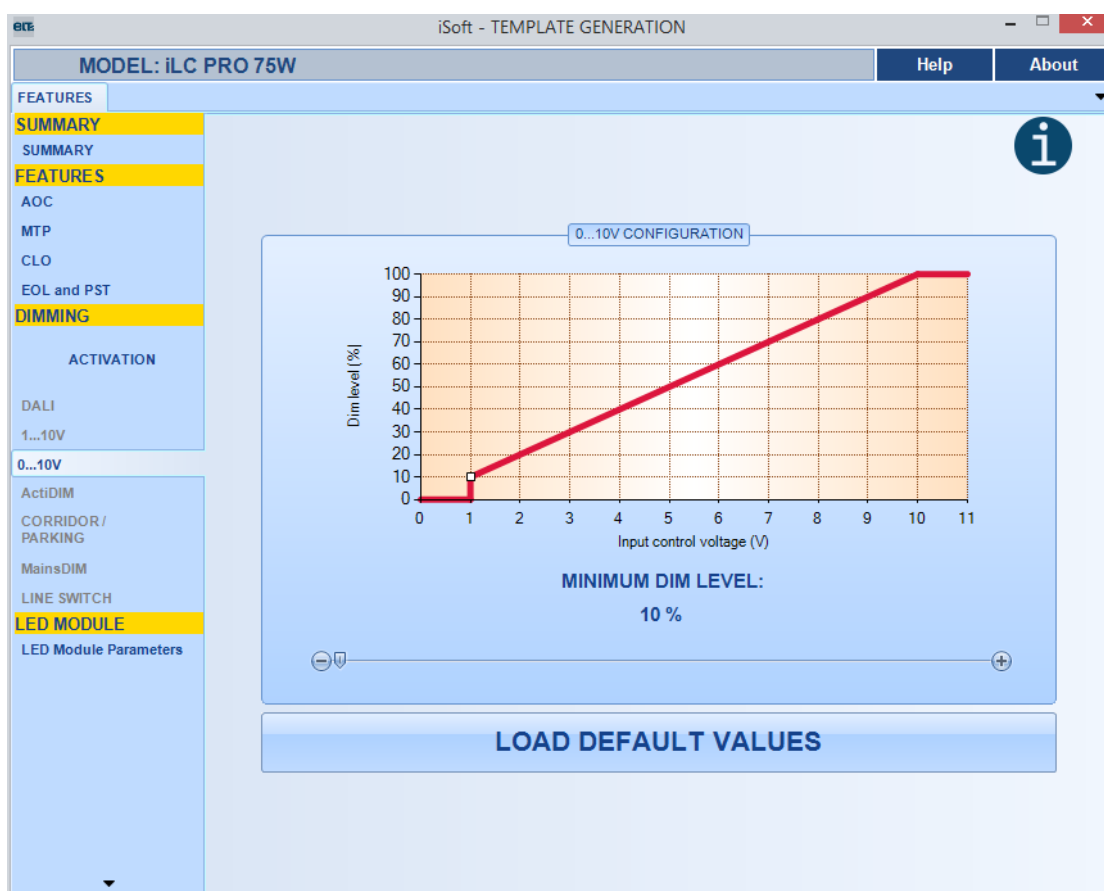 iSoft - TEMPLATE GENERATION
MODEL: iLC PRO 75W
Help
About
FEATURES
SUMMARY
SUMMARY
FEATURES
AOC
MTP
CLO
EOL and PST
DIMMING
ACTIVATION
DALI
1...10V
0...10V
ActiDIM
CORRIDOR /
PARKING
MainsDIM
LINE SWITCH
LED MODULE
LED Module Parameters
i
0...10V CONFIGURATION
Dim level (%|
100
90
80
70
60
50
40
30
20
10
0
0 1 2 3 4 5 6 7 8 9 10 11
Input control voltage (V)
MINIMUM DIM LEVEL:
10 %
LOAD DEFAULT VALUES